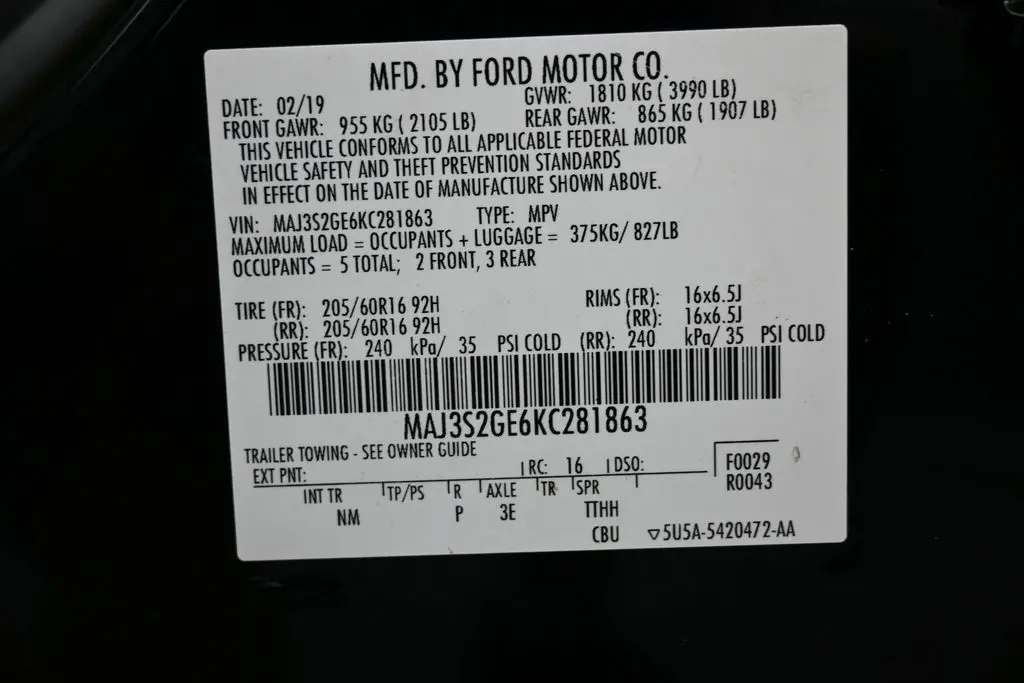 MFD. BY FORD MOTOR CO.
DATE: 02/19 GVWR: 1810 KG ( 3990 LB)
FRONT GAWR: 955 KG ( 2105 LB) REAR GAWR: 865 KG ( 1907 LB)
THIS VEHICLE CONFORMS TO ALL APPLICABLE FEDERAL MOTOR
VEHICLE SAFETY AND THEFT PREVENTION STANDARDS
IN EFFECT ON THE DATE OF MANUFACTURE SHOWN ABOVE.
VIN: MAJ3S2GE6KC281863 TYPE: MPV
MAXIMUM LOAD = OCCUPANTS + LUGGAGE = 375KG/ 827LB
OCCUPANTS = 5 TOTAL; 2 FRONT, 3 REAR
TIRE (FR): 205/60R16 92H RIMS (FR): 16x6.5J
(RR): 205/60R16 92H (RR): 16x6.5J
PRESSURE (FR): 240 kPa/ 35 PSI COLD (RR): 240 kPa/ 35 PSI COLD
MAJ3S2GE6KC281863
TRAILER TOWING - SEE OWNER GUIDE
EXT PNT: RC: 16 DSO: F0029
R0043
INT TR TP/PS R AXLE TR SPR
NM P 3E TTHH
CBU ▽5U5A-5420472-AA